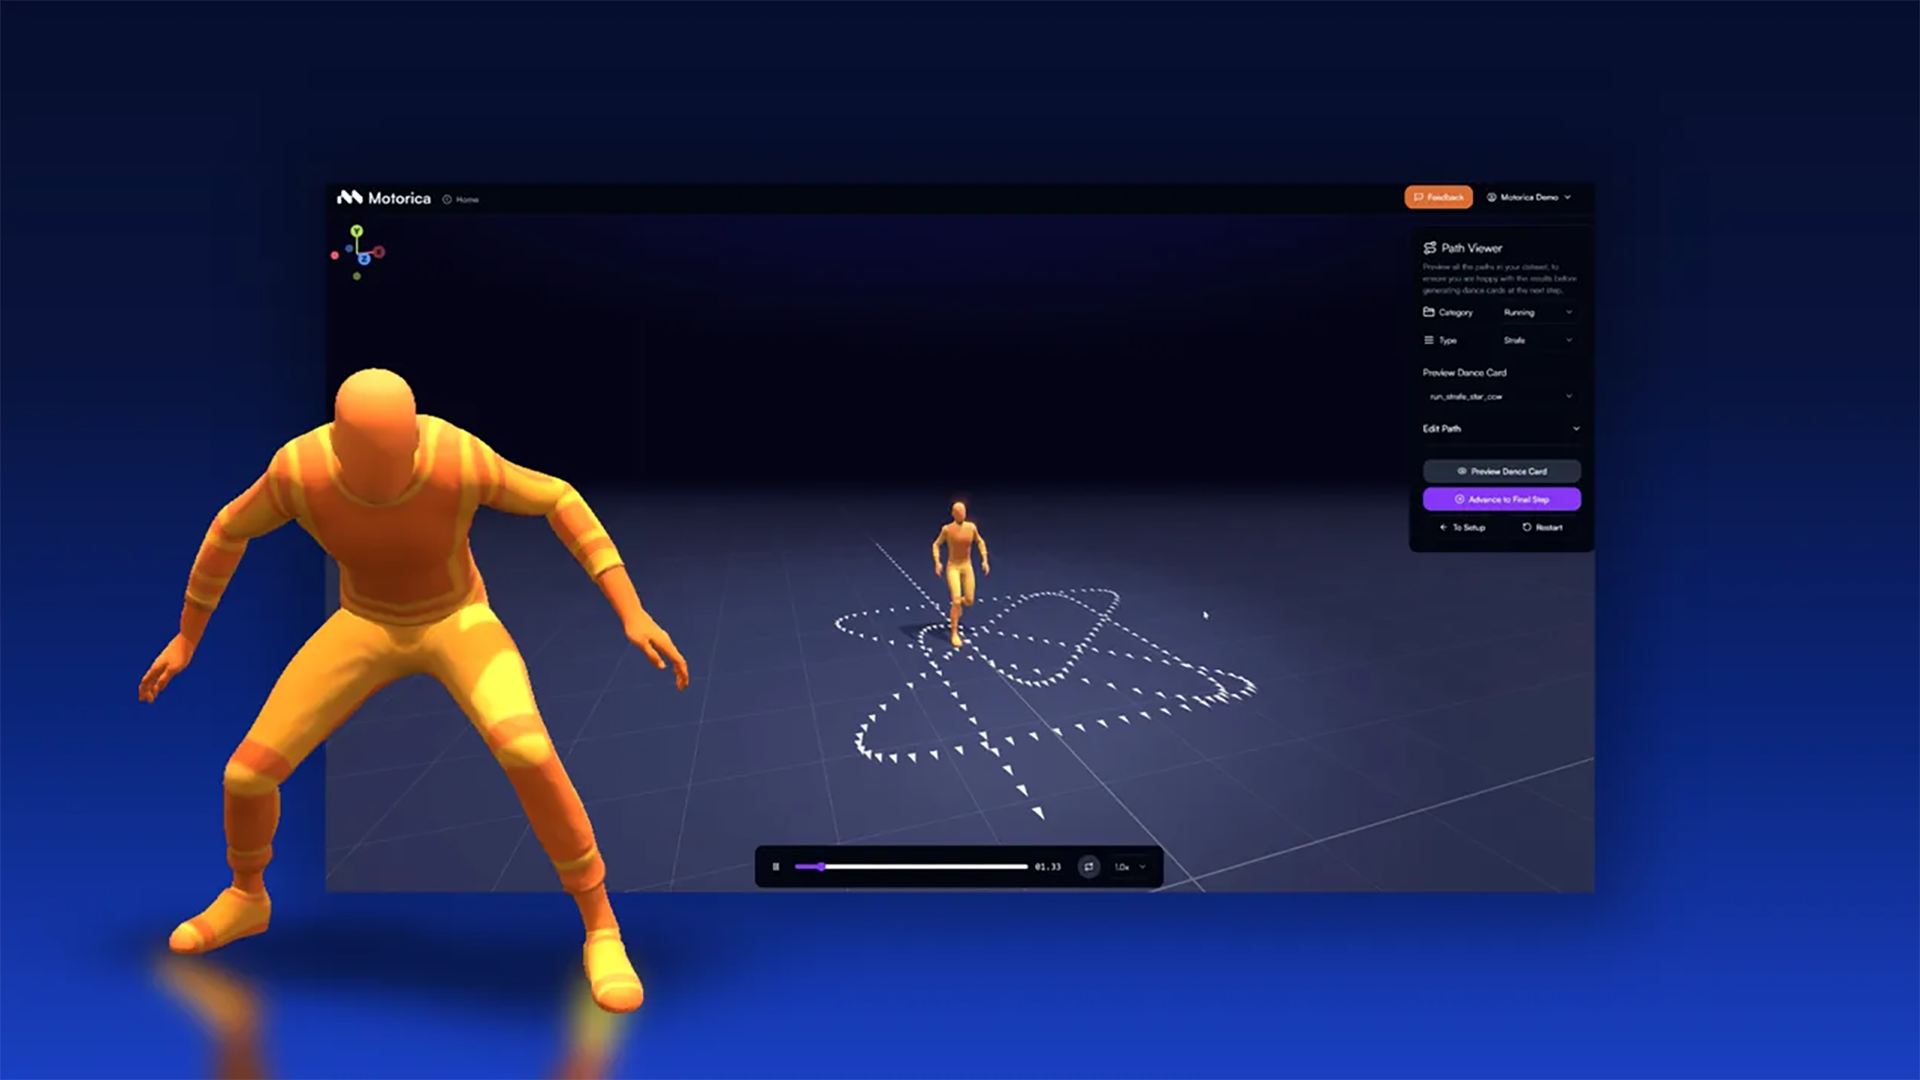 Motorica
Home
Feedback
Motorica Demo
Y
X
Z
Path Viewer
Preview all the paths in your dataset, to
ensure you are happy with the results before
generating dance cards at the next step.
Category Running
Type Strafe
Preview Dance Card
run_strafe_star_ccw
Edit Path
Preview Dance Card
Advance to Final Step
To Setup Restart
01.33 1.0x